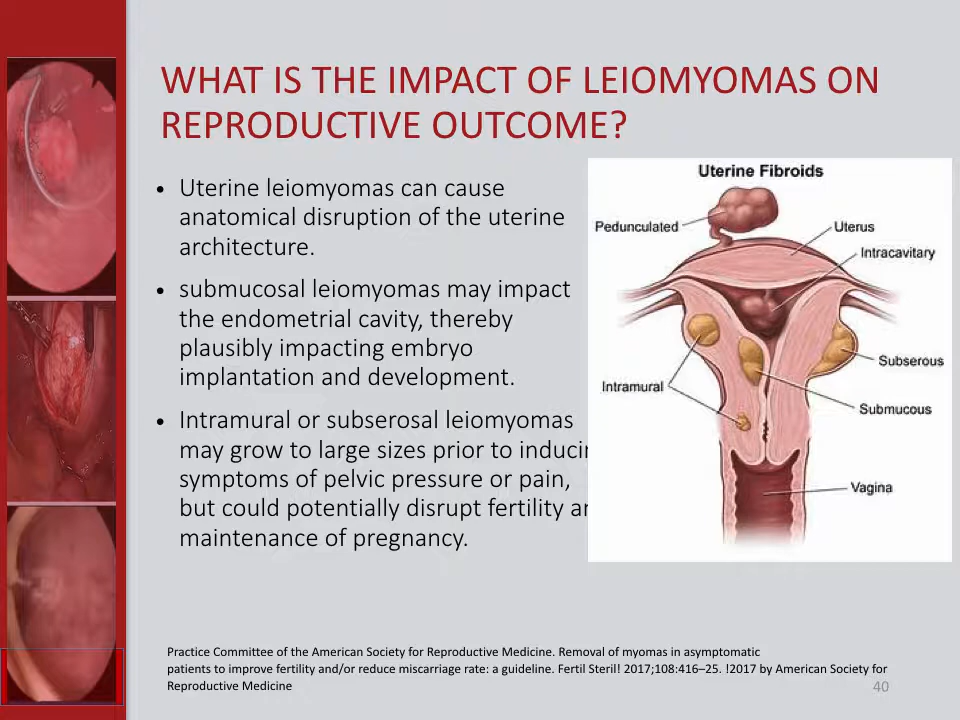 WHAT IS THE IMPACT OF LEIOMYOMAS ON
REPRODUCTIVE OUTCOME?
• Uterine leiomyomas can cause
anatomical disruption of the uterine
architecture.
• submucosal leiomyomas may impact
the endometrial cavity, thereby
plausibly impacting embryo
implantation and development.
• Intramural or subserosal leiomyomas
may grow to large sizes prior to
symptoms of pelvic pressure or pain,
but could potentially disrupt fertility
maintenance of pregnancy.
Uterine Fibroids
Pedunculated
Uterus
Intracavitary
Intramural
Subserous
Submucous
Vagina
Practice Committee of the American Society for Reproductive Medicine. Removal of myomas in asymptomatic
patients to improve fertility and/or reduce miscarriage rate: a guideline. Fertil Steril! 2017;108:416–25. !2017 by American Society for
Reproductive Medicine
40